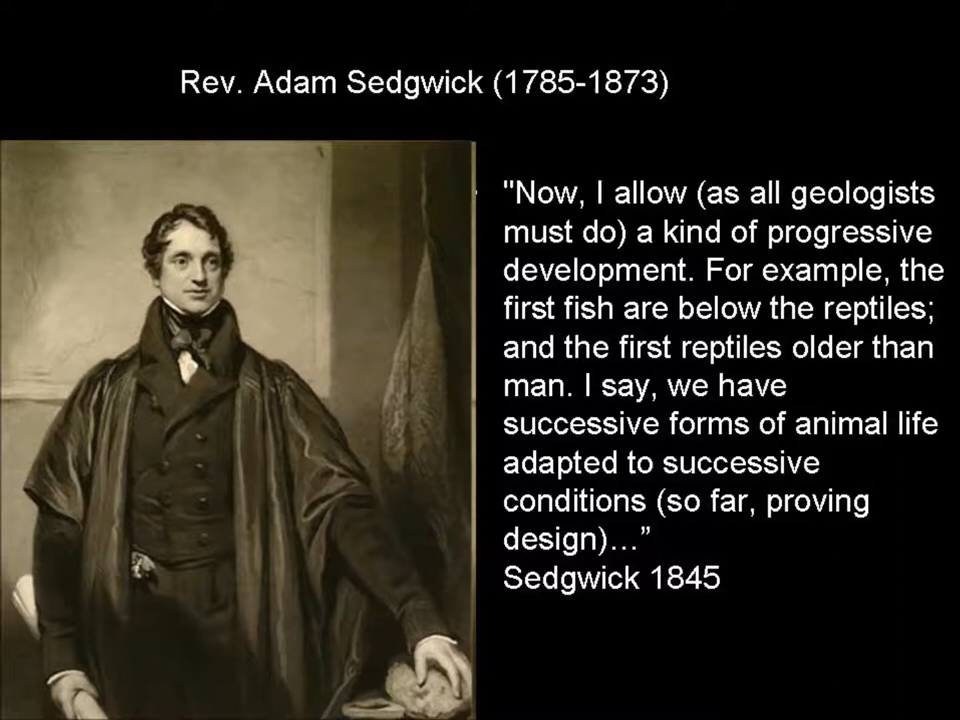 Rev. Adam Sedgwick (1785-1873)
"Now, I allow (as all geologists
must do) a kind of progressive
development. For example, the
first fish are below the reptiles;
and the first reptiles older than
man. I say, we have
successive forms of animal life
adapted to successive
conditions (so far, proving
design)…”
Sedgwick 1845